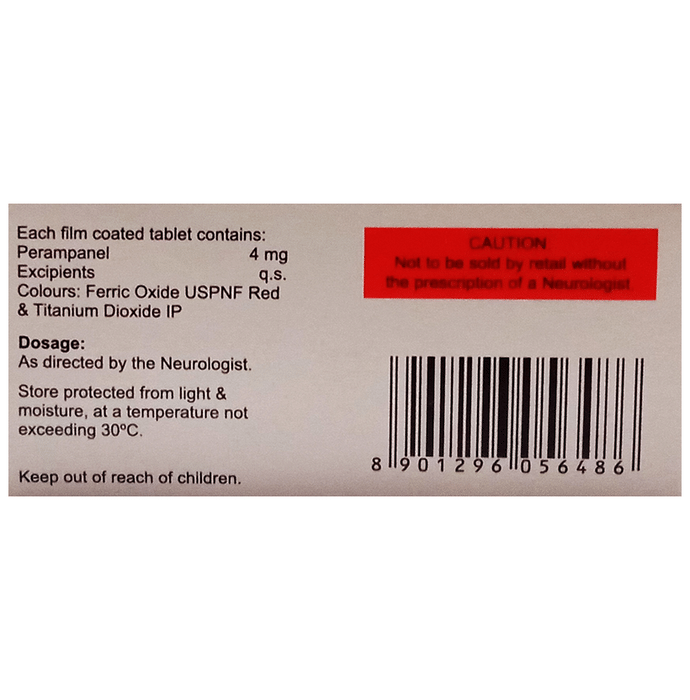 Each film coated tablet contains:
Perampanel 4 mg
Excipients q.s.
Colours: Ferric Oxide USPNF Red
& Titanium Dioxide IP
Dosage:
As directed by the Neurologist.
Store protected from light &
moisture, at a temperature not
exceeding 30ºC.
Keep out of reach of children.
CAUTION
Not to be sold by retail without
the prescription of a Neurologist.
8 901296 056486